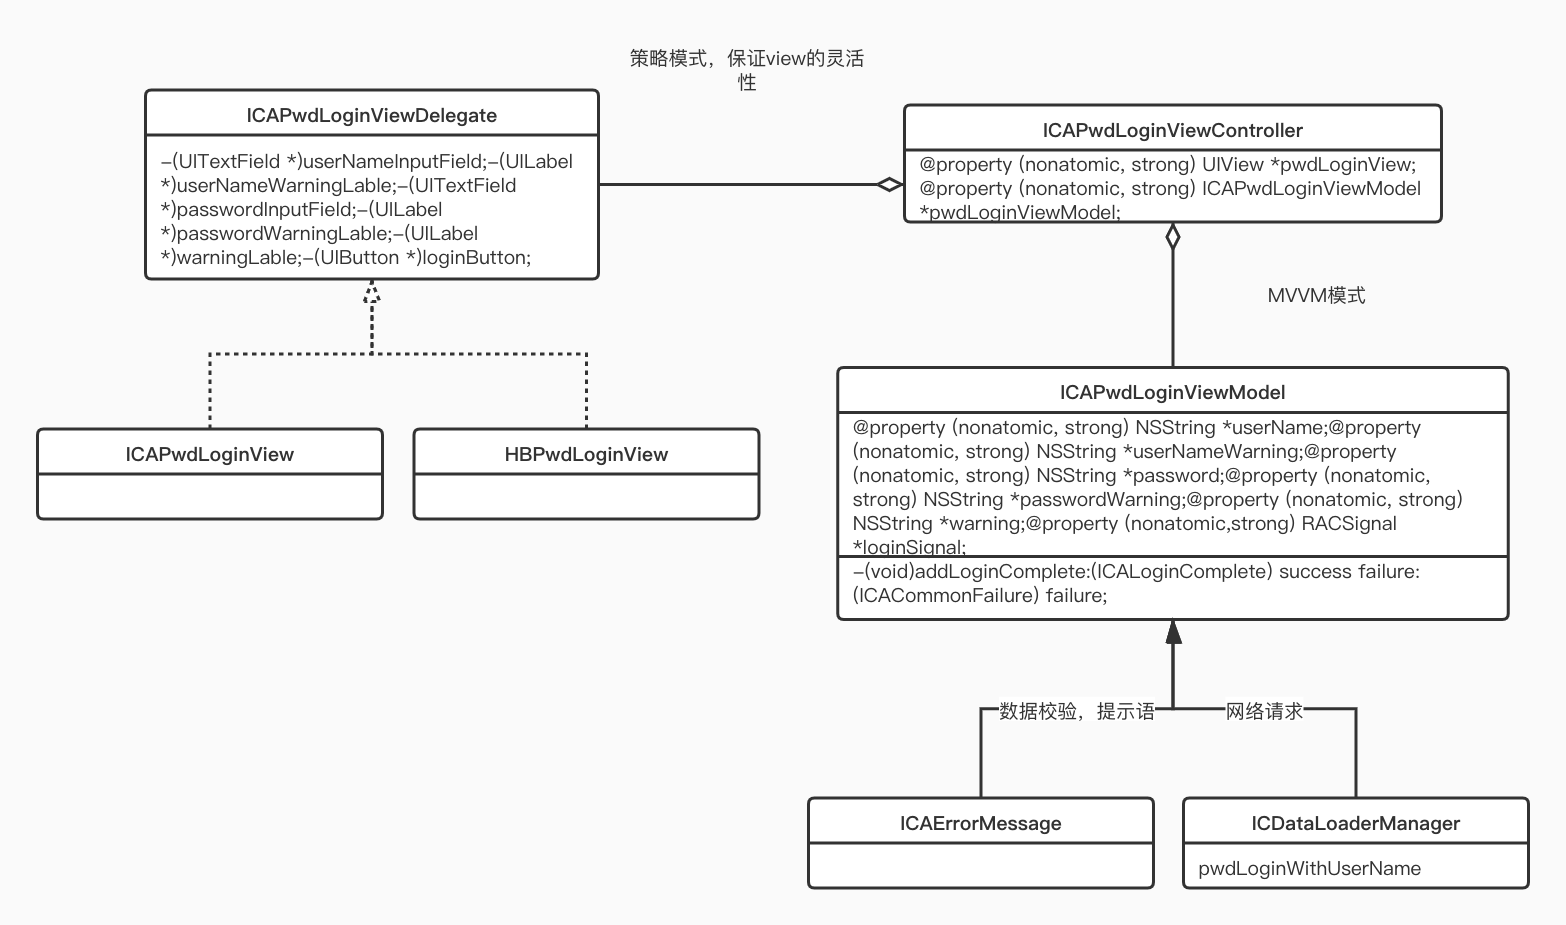 策略模式，保证view的灵活
性
ICAPwdLoginViewDelegate
-(UITextField *)userNameInputField;-(UILabel
*)userNameWarningLable;-(UITextField
*)passwordInputField;-(UILabel
*)passwordWarningLable;-(UILabel
*)warningLable;-(UIButton *)loginButton;
ICAPwdLoginViewController
@property (nonatomic, strong) UIView *pwdLoginView;
@property (nonatomic, strong) ICAPwdLoginViewModel
*pwdLoginViewModel;
MVVM模式
ICAPwdLoginView
HBPwdLoginView
ICAPwdLoginViewModel
@property (nonatomic, strong) NSString *userName;@property
(nonatomic, strong) NSString *userNameWarning;@property
(nonatomic, strong) NSString *password;@property (nonatomic,
strong) NSString *passwordWarning;@property (nonatomic, strong)
NSString *warning;@property (nonatomic,strong) RACSignal
*loginSignal;
-(void)addLoginComplete:(ICALoginComplete) success failure:
(ICACommonFailure) failure;
数据校验，提示语
网络请求
ICAErrorMessage
ICDataLoaderManager
pwdLoginWithUserName